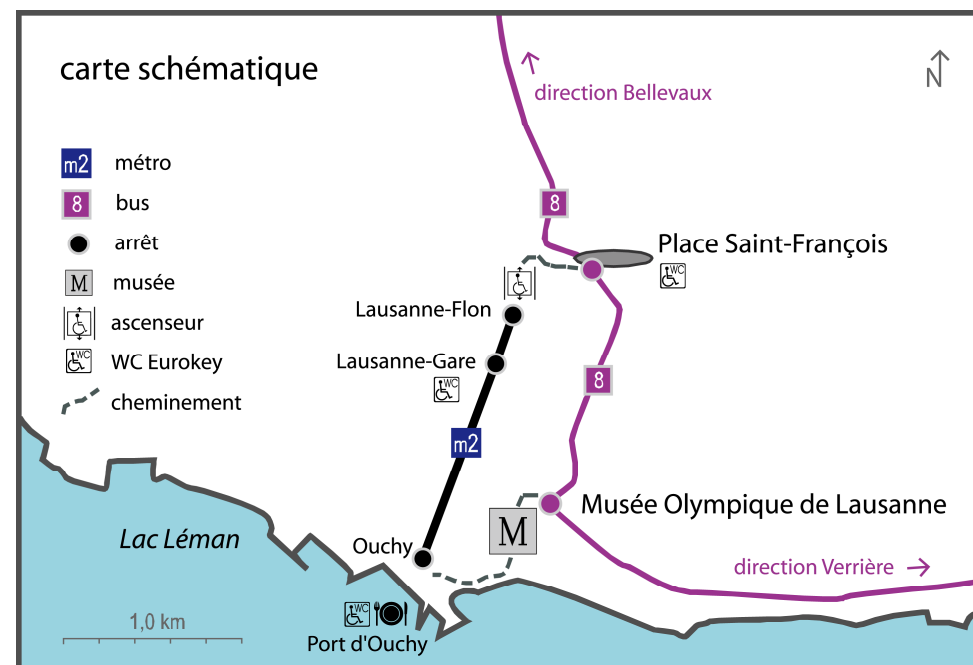 carte schématique
N
direction Bellevaux
m2 métro
8 bus
arrêt
M musée
ascenseur
WC WC Eurokey
cheminement
8
Place Saint-François
WC
Lausanne-Flon
Lausanne-Gare
WC
8
m2
Musée Olympique de Lausanne
M
Ouchy
Lac Léman
direction Verrière
WC
1,0 km
Port d'Ouchy